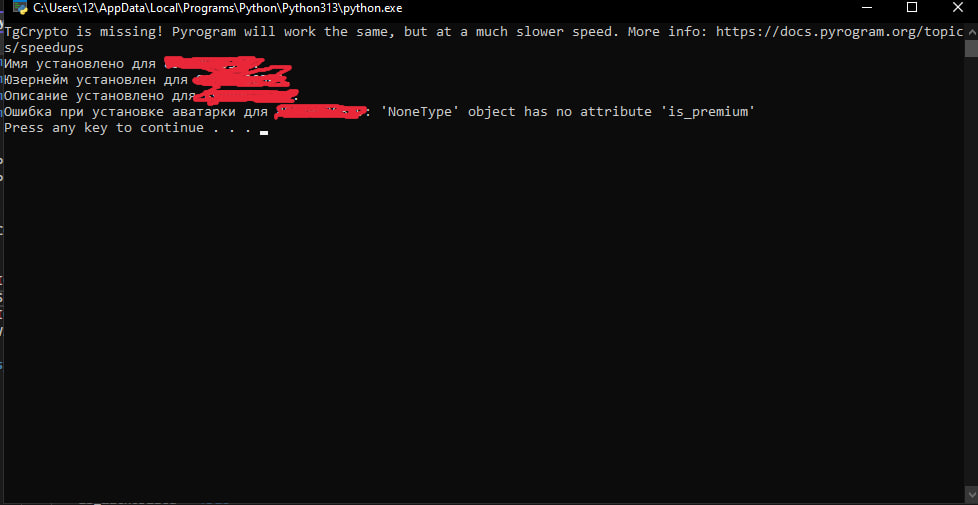 C:\Users\12\AppData\Local\Programs\Python\Python313\python.exe
TgCrypto is missing! Pyrogram will work the same, but at a much slower speed. More info: https://docs.pyrogram.org/topic
s/speedups
Имя установлено для
Юзернейм установлен для
Описание установлено для .
Ошибка при установке аватарки для : 'NoneType' object has no attribute 'is_premium'
Press any key to continue . . .